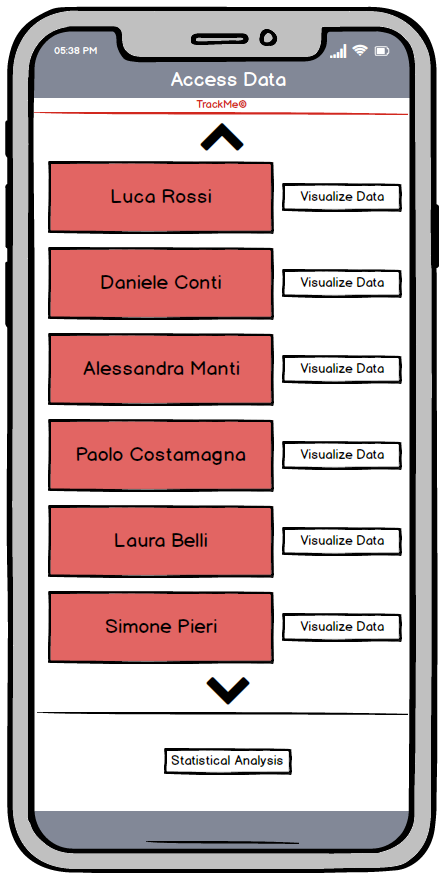 05:38 PM
Access Data
TrackMe©
Luca Rossi
Visualize Data
Daniele Conti
Visualize Data
Alessandra Manti
Visualize Data
Paolo Costamagna
Visualize Data
Laura Belli
Visualize Data
Simone Pieri
Visualize Data
Statistical Analysis